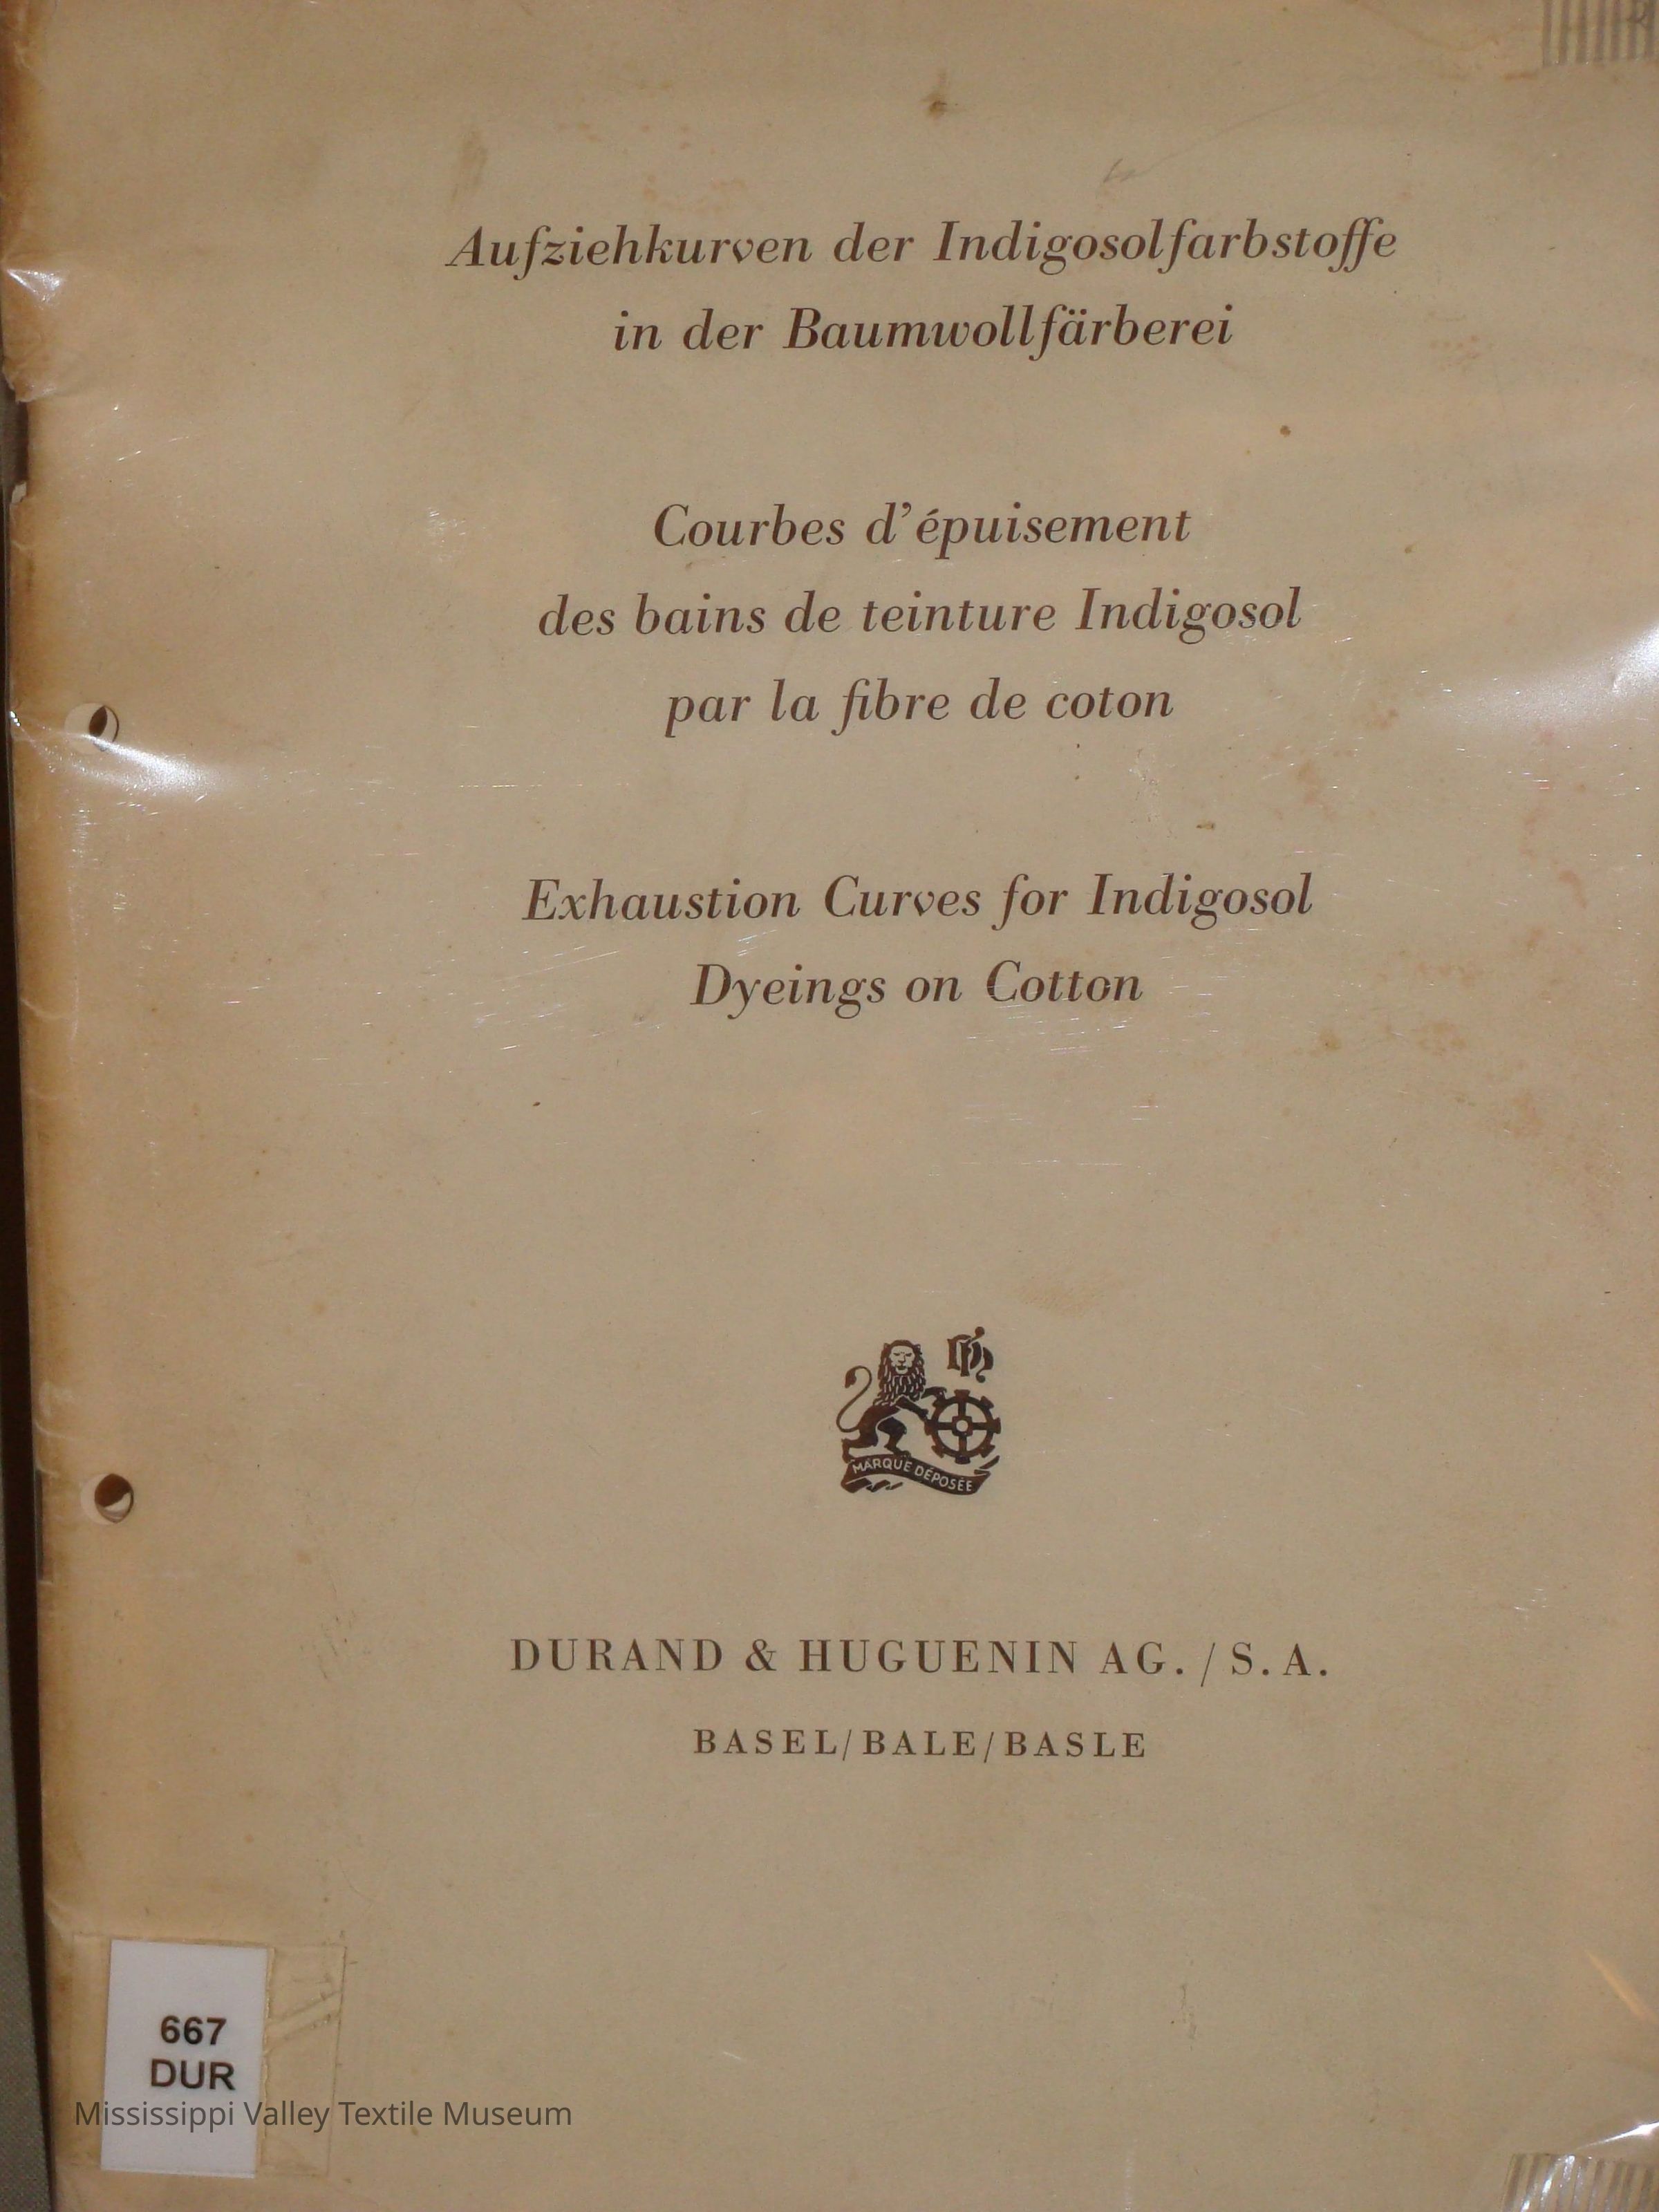 Aufziehkurven der Indigosolfarbstoffe
in der Baumwollfärberei
Courbes d'épuisement
des bains de teinture Indigosol
par la fibre de coton
Exhaustion Curves for Indigosol
Dyeings on Cotton
DH
MARQUE DÉPOSÉE
DURAND & HUGUENIN AG. / S. A.
BASEL/BALE/BASLE
667
DUR
Mississippi Valley Textile Museum